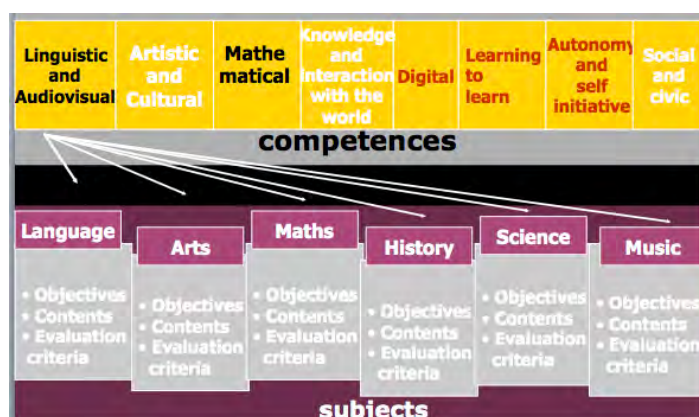 Linguistic
and
Audiovisual
Artistic
and
Cultural
Mathe
matical
Knowledge
and
Interaction
with the
world
Digital
Learning
to
learn
Autonomy
and
self
initiative
Social
and
civic
competences
Language
• Objectives
• Contents
• Evaluation
criteria
Arts
• Objectives
• Contents
• Evaluation
criteria
Maths
• Objectives
• Contents
• Evaluation
criteria
History
• Objectives
• Contents
• Evaluation
criteria
Science
• Objectives
• Contents
• Evaluation
criteria
Music
• Objectives
• Contents
• Evaluation
criteria
subjects